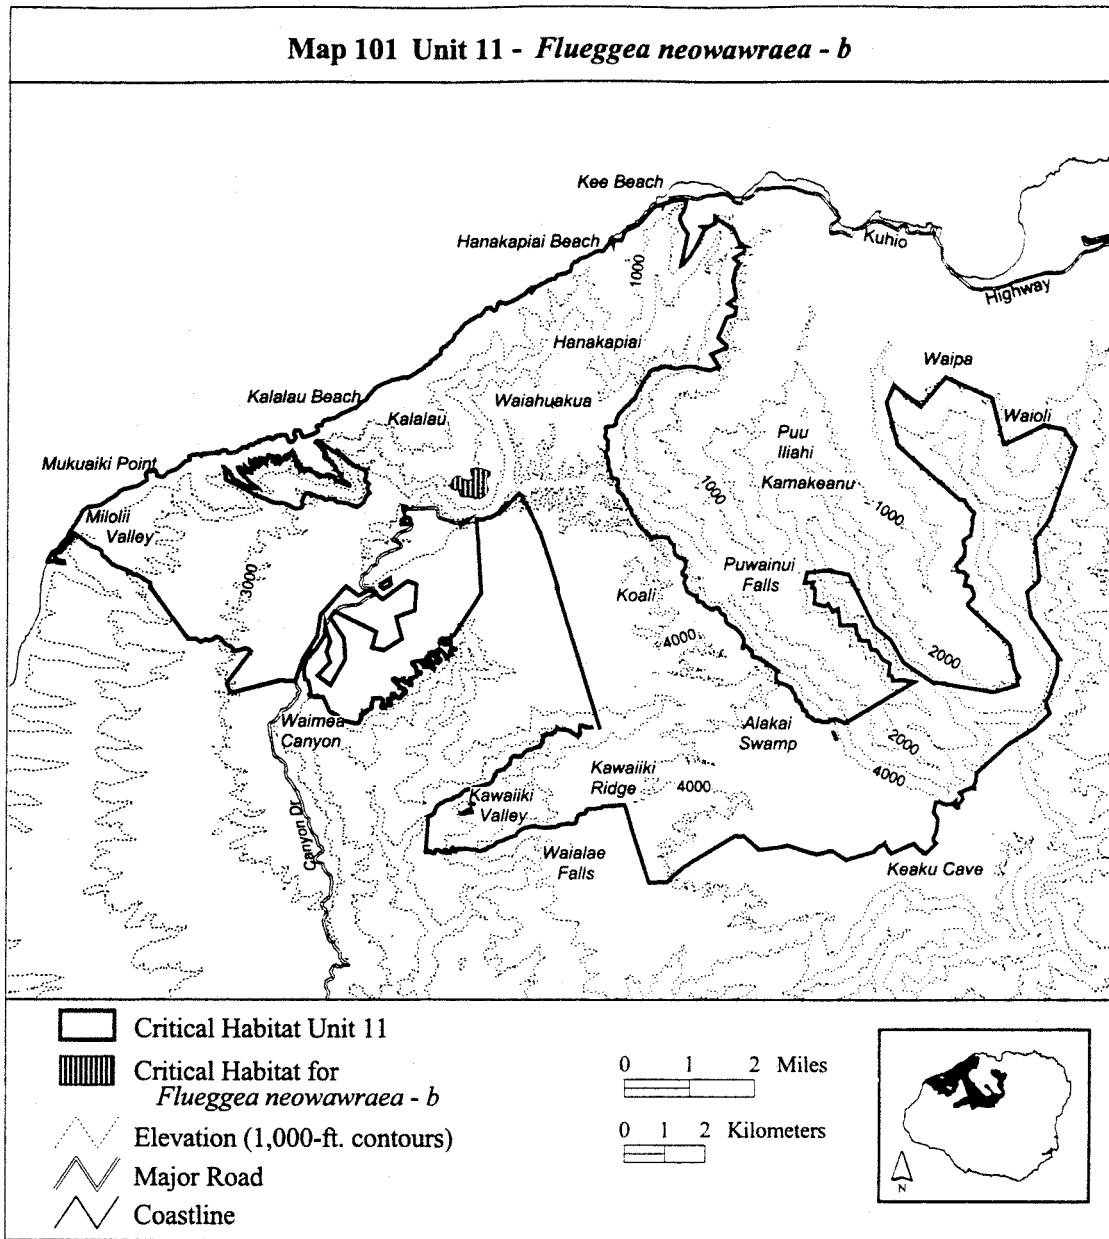 Map 101 Unit 11 - Flueggea neowawraea - b
Kee Beach
Hanakapiai Beach
Kuhio
Highway
1000
Hanakapiai
Waipa
Kalalau Beach
Waiahuakua
Kalalau
Waioli
Puu
Iliahi
Mukuaiki Point
Kamakeanu
1000
1000
Milolii
Valley
Puwainui
Falls
3000
Koali
4000
2000
Waimea
Canyon
Alakai
Swamp
2000
4000
Kawaiiki
Ridge
4000
Kawaiiki
Valley
Canyon Dr
Waialae
Falls
Keaku Cave
Critical Habitat Unit 11
Critical Habitat for
Flueggea neowawraea - b
Elevation (1,000-ft. contours)
Major Road
Coastline
0 1 2 Miles
0 1 2 Kilometers
N